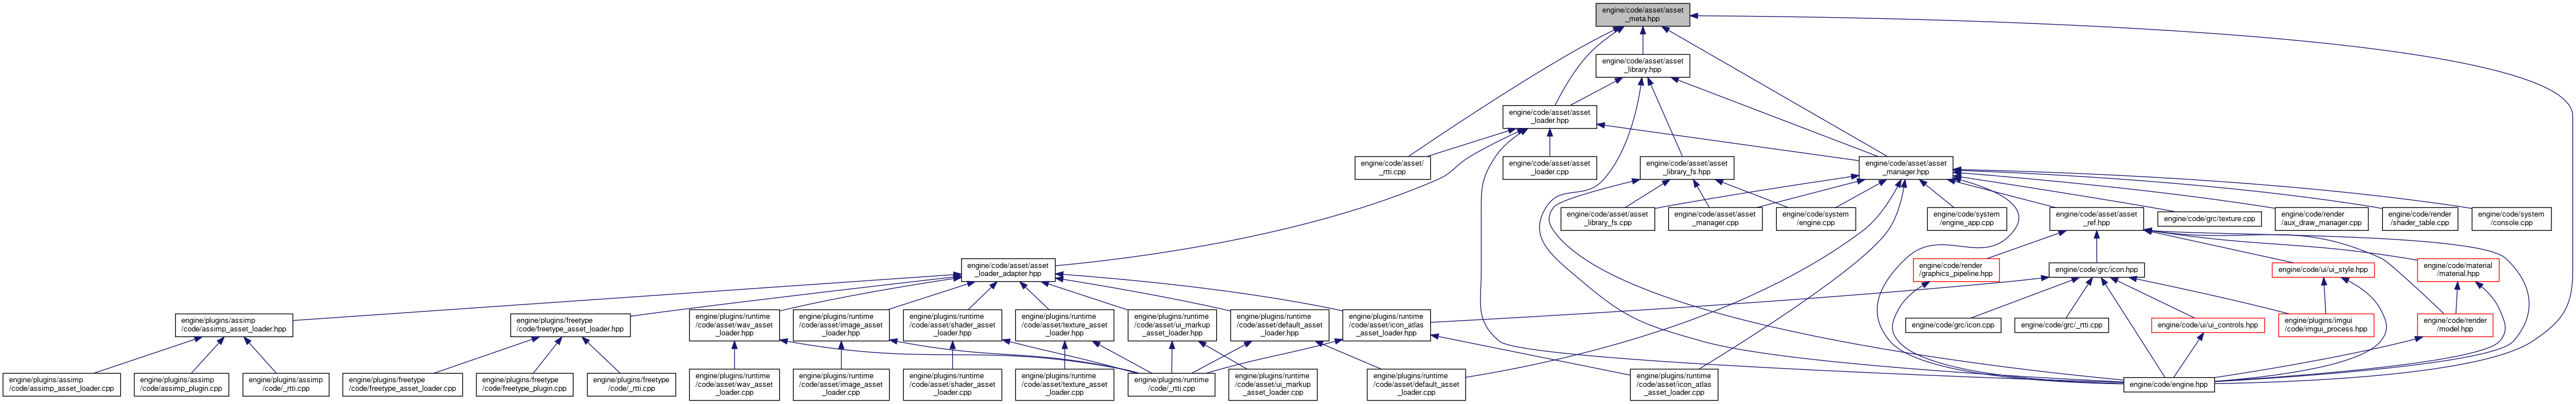 engine/code/asset/asset
_meta.hpp
engine/code/asset/asset
_library.hpp
engine/code/asset/asset
_loader.hpp
engine/code/asset/
_rtti.cpp
engine/code/asset/asset
_loader.cpp
engine/code/asset/asset
_library_fs.hpp
engine/code/asset/asset
_manager.hpp
engine/code/asset/asset
_library_fs.cpp
engine/code/asset/asset
_manager.cpp
engine/code/system
/engine.cpp
engine/code/system
/engine_app.cpp
engine/code/asset/asset
_ref.hpp
engine/code/grc/texture.cpp
engine/code/render
/aux_draw_manager.cpp
engine/code/render
/shader_table.cpp
engine/code/system
/console.cpp
engine/code/asset/asset
_loader_adapter.hpp
engine/code/render
/graphics_pipeline.hpp
engine/code/grc/icon.hpp
engine/code/ui/ui_style.hpp
engine/code/material
/material.hpp
engine/plugins/assimp
/code/assimp_asset_loader.hpp
engine/plugins/freetype
/code/freetype_asset_loader.hpp
engine/plugins/runtime
/code/asset/wav_asset
_loader.hpp
engine/plugins/runtime
/code/asset/image_asset
_loader.hpp
engine/plugins/runtime
/code/asset/shader_asset
_loader.hpp
engine/plugins/runtime
/code/asset/texture_asset
_loader.hpp
engine/plugins/runtime
/code/asset/ui_markup
_asset_loader.hpp
engine/plugins/runtime
/code/asset/default_asset
_loader.hpp
engine/plugins/runtime
/code/asset/icon_atlas
_asset_loader.hpp
engine/code/grc/icon.cpp
engine/code/grc/_rtti.cpp
engine/code/ui/ui_controls.hpp
engine/plugins/imgui
/code/imgui_process.hpp
engine/code/render
/model.hpp
engine/plugins/assimp
/code/assimp_asset_loader.cpp
engine/plugins/assimp
/code/assimp_plugin.cpp
engine/plugins/assimp
/code/_rtti.cpp
engine/plugins/freetype
/code/freetype_asset_loader.cpp
engine/plugins/freetype
/code/freetype_plugin.cpp
engine/plugins/freetype
/code/_rtti.cpp
engine/plugins/runtime
/code/asset/wav_asset
_loader.cpp
engine/plugins/runtime
/code/asset/image_asset
_loader.cpp
engine/plugins/runtime
/code/asset/shader_asset
_loader.cpp
engine/plugins/runtime
/code/asset/texture_asset
_loader.cpp
engine/plugins/runtime
/code/_rtti.cpp
engine/plugins/runtime
/code/asset/ui_markup
_asset_loader.cpp
engine/plugins/runtime
/code/asset/default_asset
_loader.cpp
engine/plugins/runtime
/code/asset/icon_atlas
_asset_loader.cpp
engine/code/engine.hpp